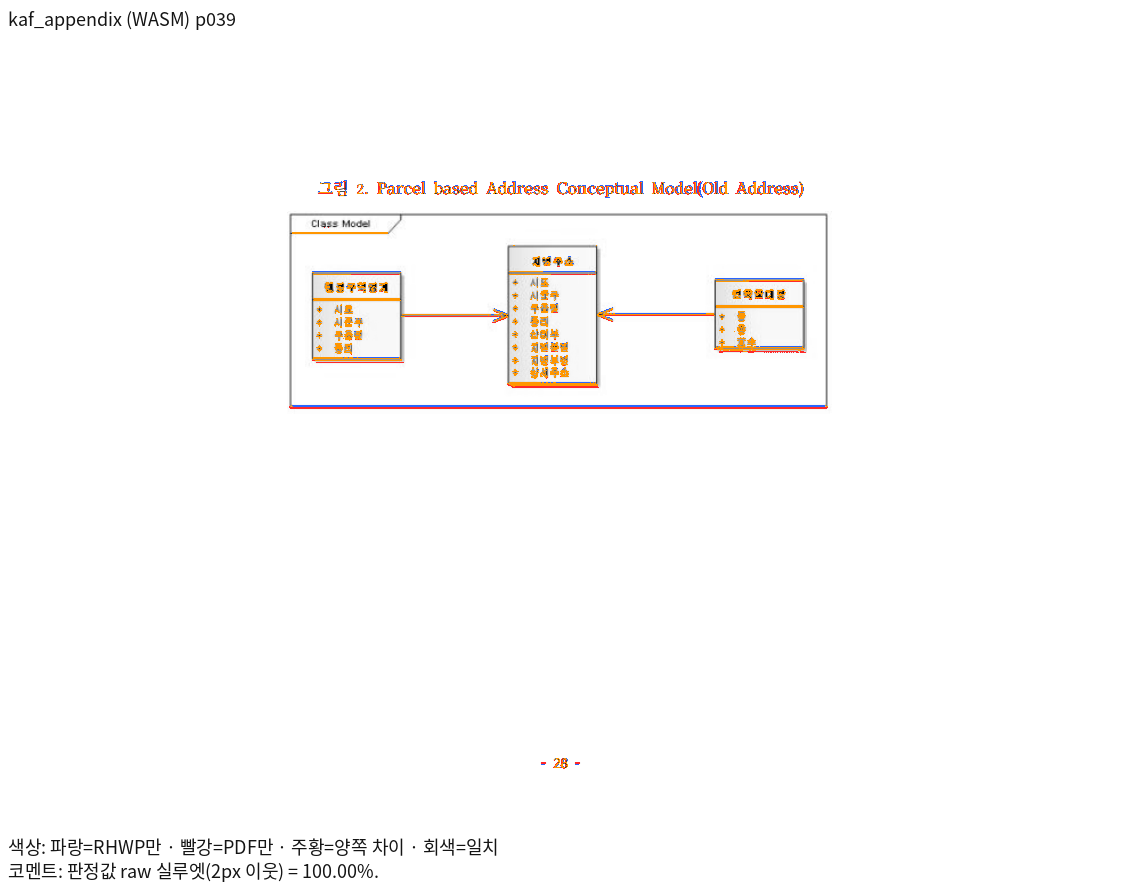 kaf_appendix (WASM) p039
그림 2. Parcel based Address Conceptual Model(Old Address)
Class Model
지번주소
+ 시도
+ 시군구
+ 읍면동
+ 시도
+ 시군구
+ 동리
+ 산여부
+ 동리
+ 지번본번
+ 지번부번
+ 상세주소
+ 동
+ 층
+ 호수
색상: 파랑=RHWP만 · 빨강=PDF만 · 주황=양쪽 차이 · 회색=일치
코멘트: 판정값 raw 실루엣(2px 이웃) = 100.00%.